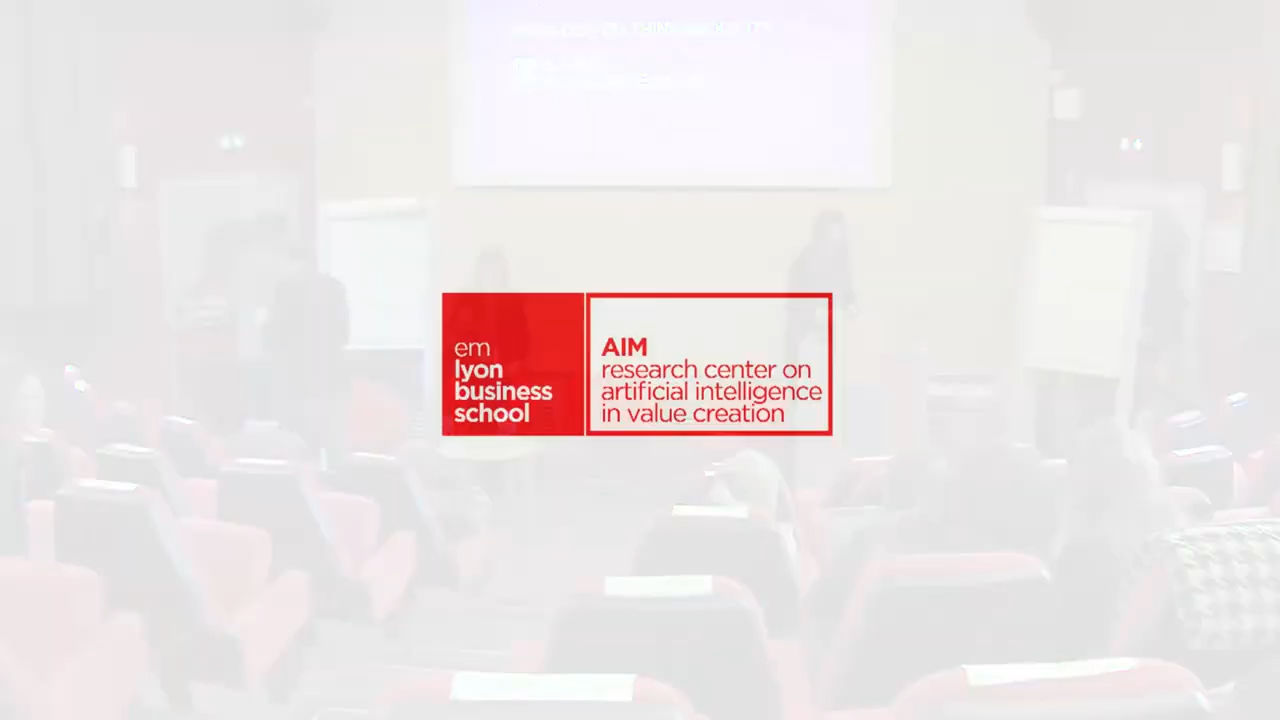 em
lyon
business
school
AIM
research center on
artificial intelligence
in value creation